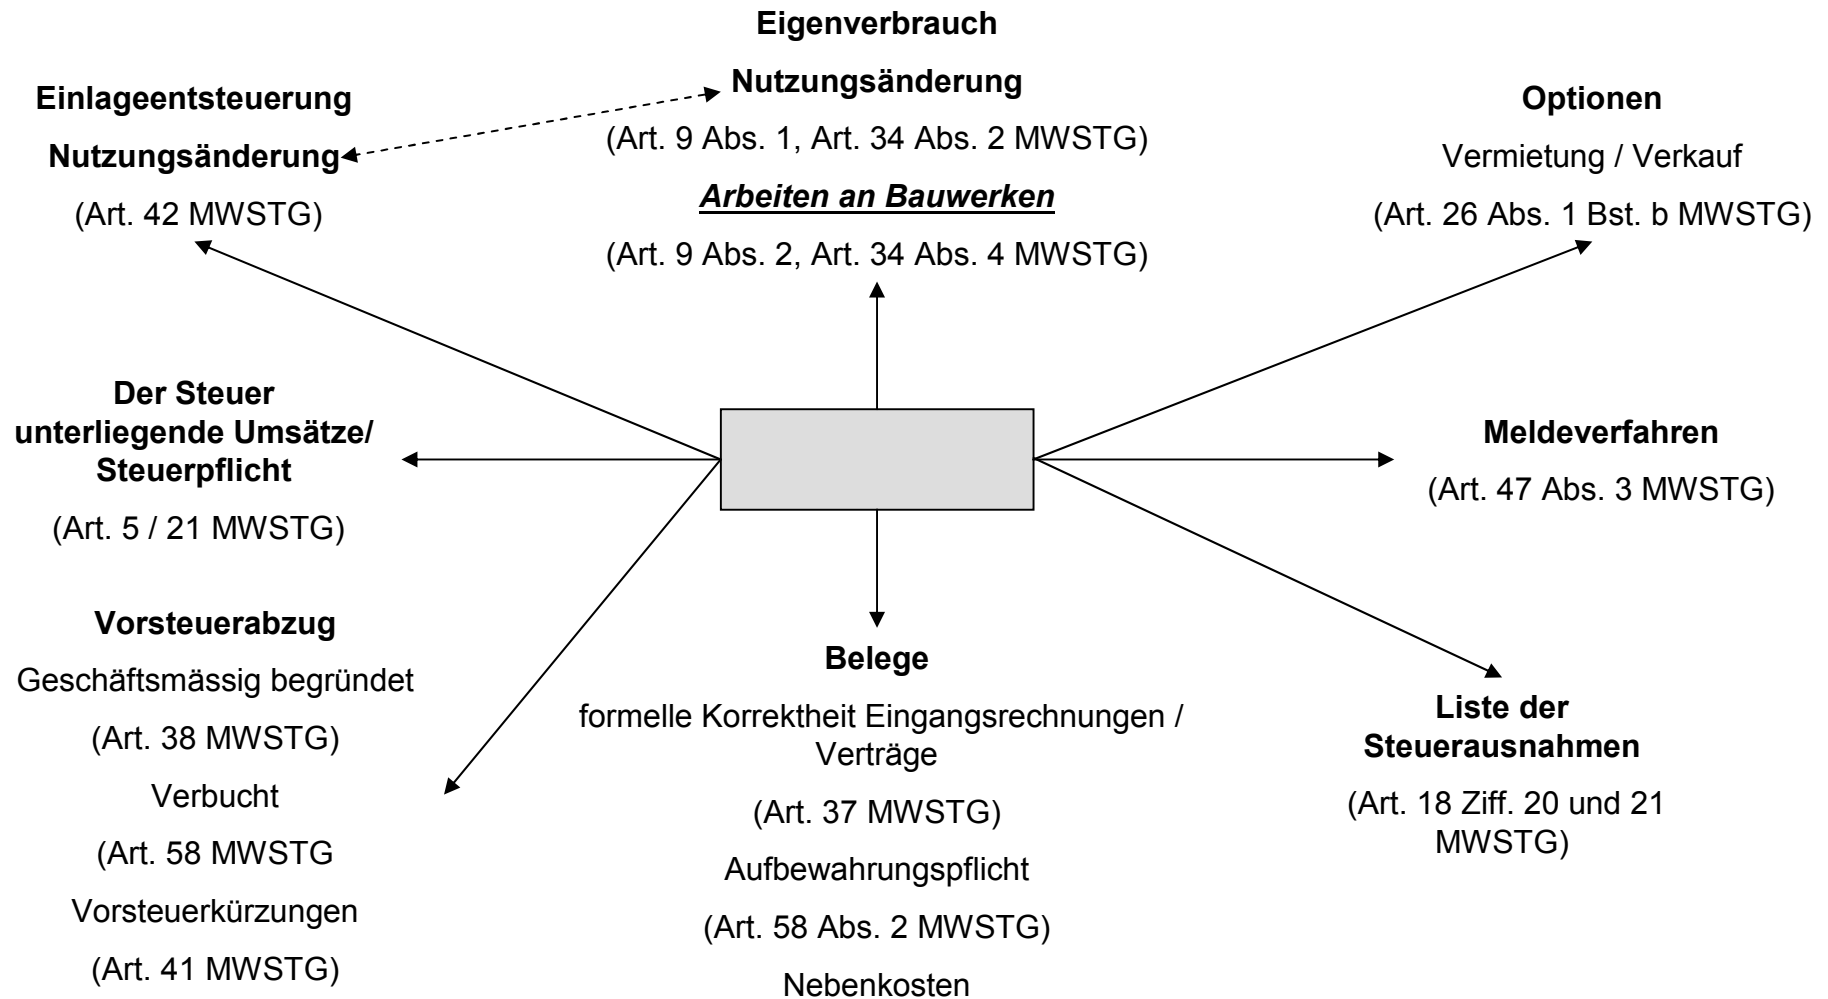 Eigenverbrauch
Nutzungsänderung
(Art. 9 Abs. 1, Art. 34 Abs. 2 MWSTG)
Arbeiten an Bauwerken
(Art. 9 Abs. 2, Art. 34 Abs. 4 MWSTG)
Einlageentsteuerung
Nutzungsänderung
(Art. 42 MWSTG)
Optionen
Vermietung / Verkauf
(Art. 26 Abs. 1 Bst. b MWSTG)
Der Steuer
unterliegende Umsätze/
Steuerpflicht
(Art. 5 / 21 MWSTG)
Meldeverfahren
(Art. 47 Abs. 3 MWSTG)
Vorsteuerabzug
Geschäftsmässig begründet
(Art. 38 MWSTG)
Verbucht
(Art. 58 MWSTG
Vorsteuerkürzungen
(Art. 41 MWSTG)
Belege
formelle Korrektheit Eingangsrechnungen /
Verträge
(Art. 37 MWSTG)
Aufbewahrungspflicht
(Art. 58 Abs. 2 MWSTG)
Nebenkosten
Liste der
Steuerausnahmen
(Art. 18 Ziff. 20 und 21
MWSTG)